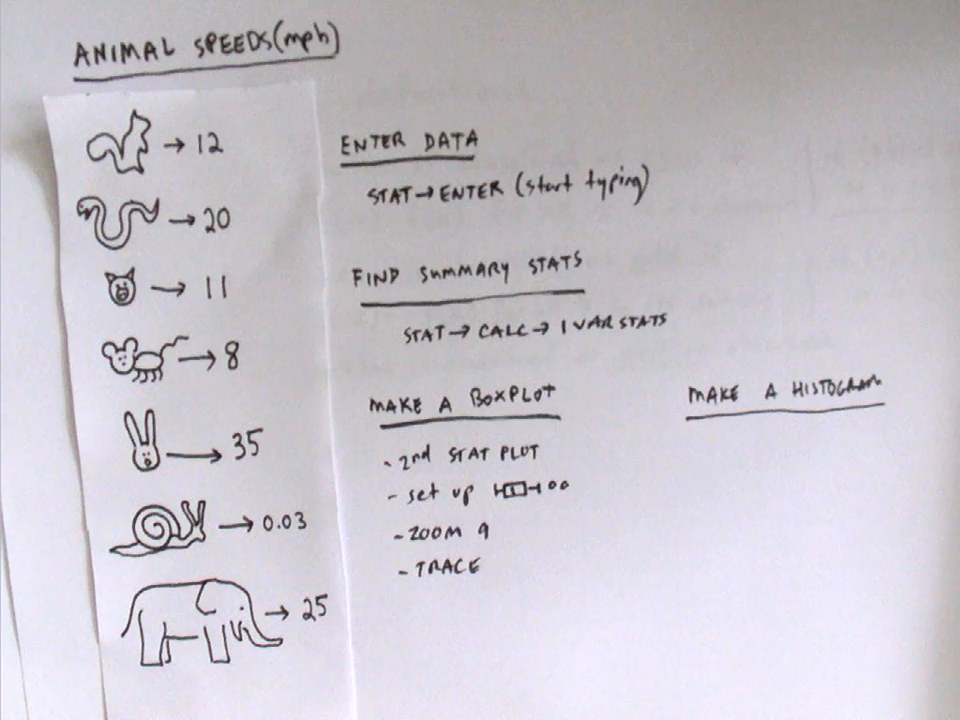 ANIMAL SPEEDS (mph)
→ 12
→ 20
→ 11
→ 8
→ 35
→ 0.03
→ 25
ENTER DATA
STAT → ENTER (start typing)
FIND SUMMARY STATS
STAT → CALC → 1 VAR STATS
MAKE A BOXPLOT
- 2nd STAT PLOT
- set up
- ZOOM 9
- TRACE
MAKE A HISTOGRAM